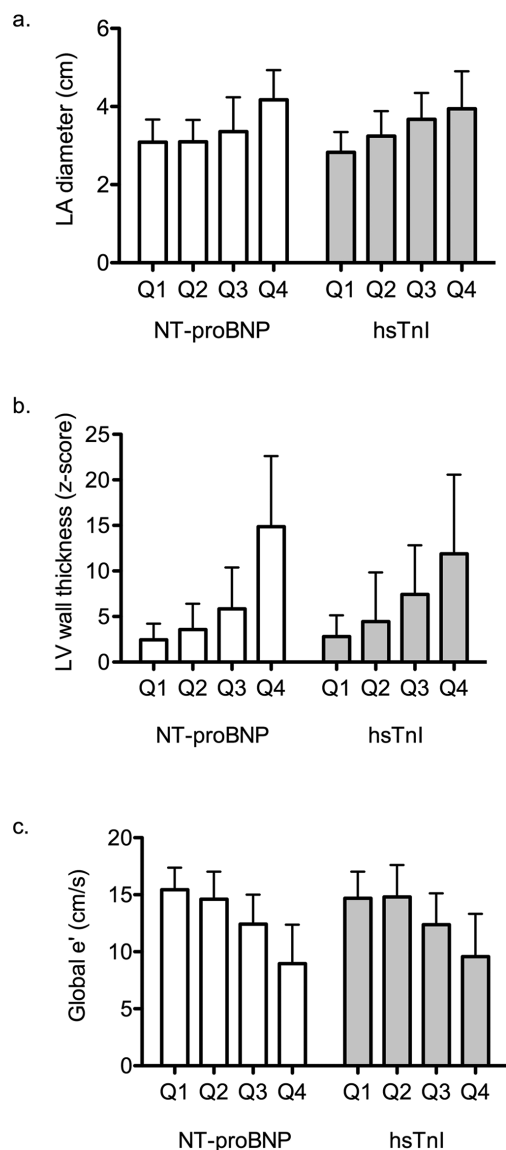 a.
LA diameter (cm)
6
4
2
0
Q1 Q2 Q3 Q4 Q1 Q2 Q3 Q4
NT-proBNP hsTnI
b.
LV wall thickness (z-score)
25
20
15
10
5
0
Q1 Q2 Q3 Q4 Q1 Q2 Q3 Q4
NT-proBNP hsTnI
c.
Global e' (cm/s)
20
15
10
5
0
Q1 Q2 Q3 Q4 Q1 Q2 Q3 Q4
NT-proBNP hsTnI